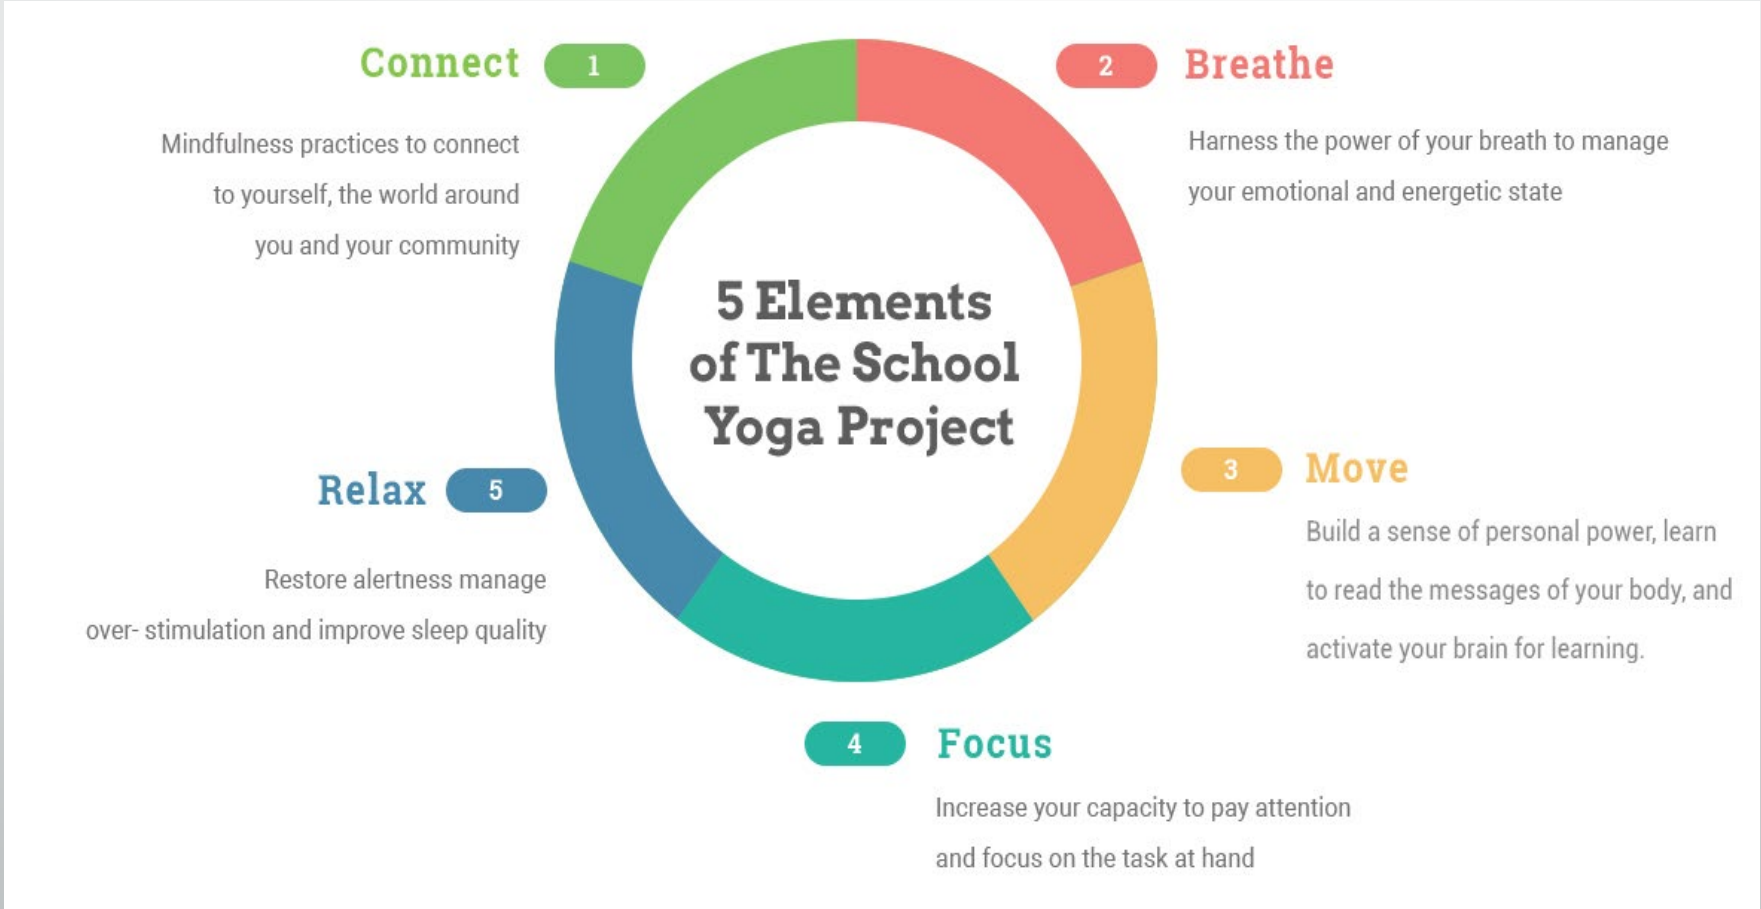 5 Elements
of The School
Yoga Project
Connect 1
Mindfulness practices to connect
to yourself, the world around
you and your community
2 Breathe
Harness the power of your breath to manage
your emotional and energetic state
3 Move
Build a sense of personal power, learn
to read the messages of your body, and
activate your brain for learning.
4 Focus
Increase your capacity to pay attention
and focus on the task at hand
Relax 5
Restore alertness manage
over- stimulation and improve sleep quality